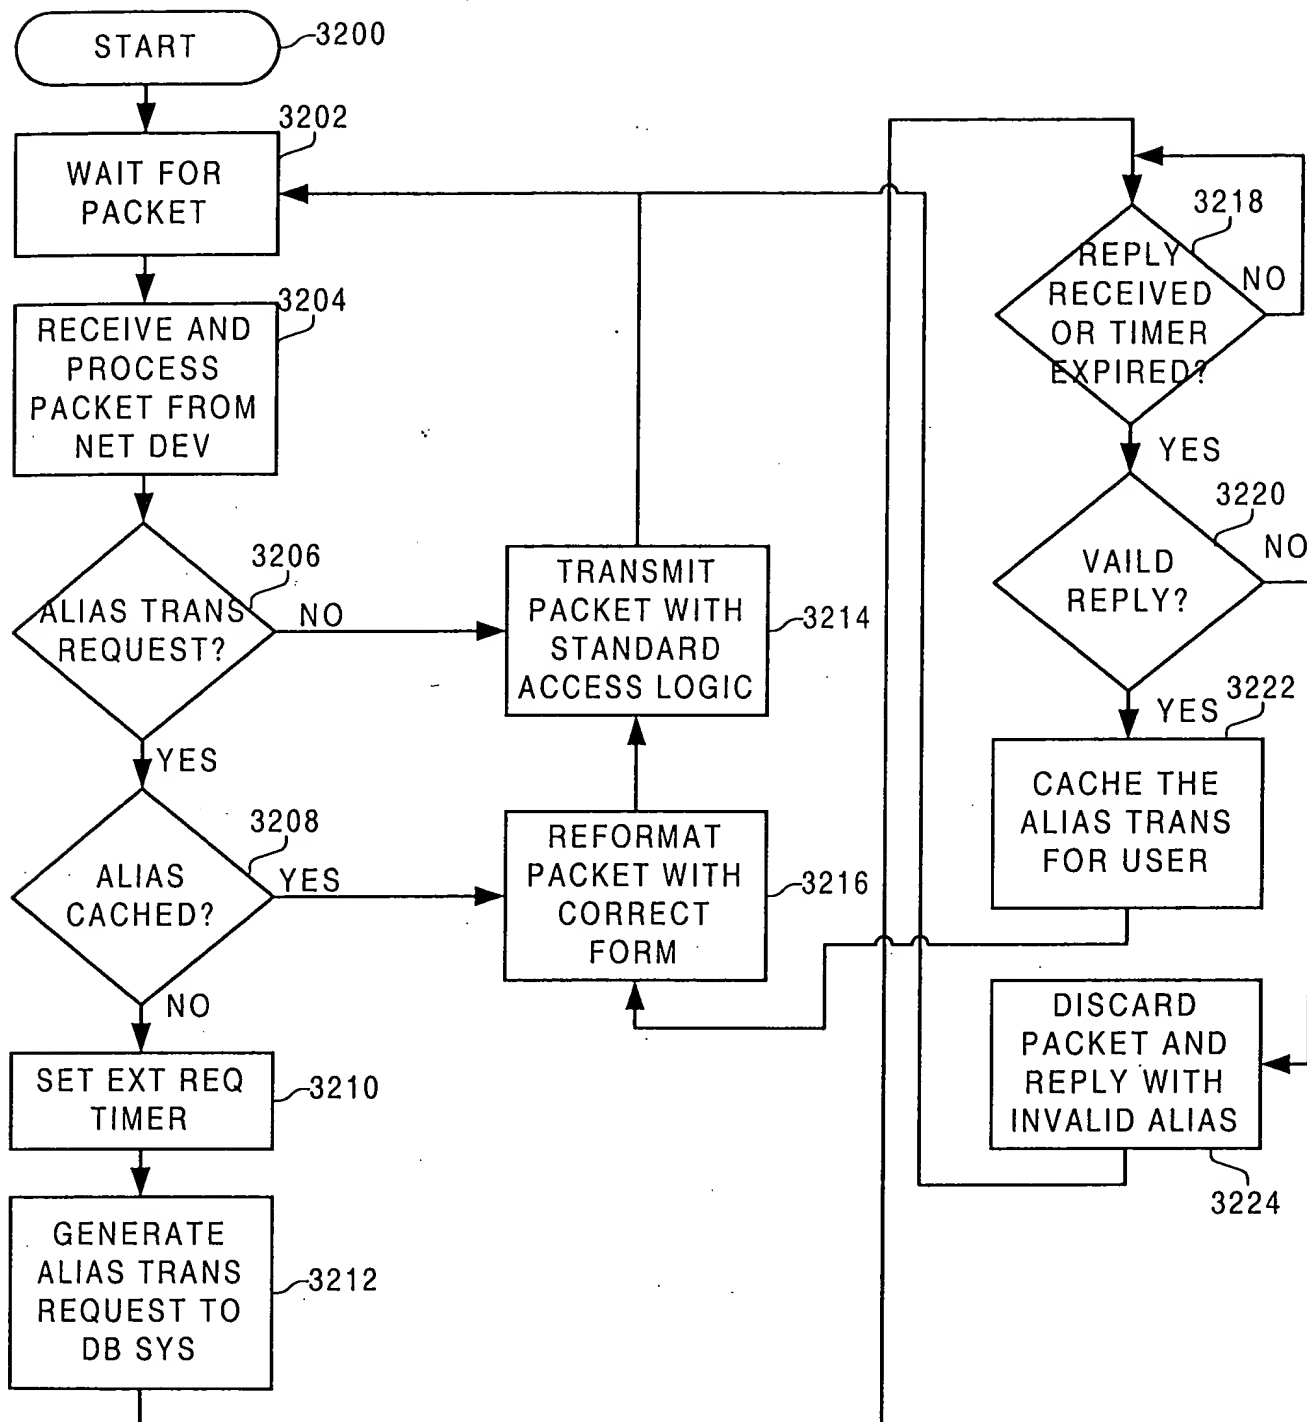 START
3200
3202
WAIT FOR
PACKET
3204
RECEIVE AND
PROCESS
PACKET FROM
NET DEV
3206
ALIAS TRANS
REQUEST?
NO
YES
3208
ALIAS
CACHED?
YES
NO
SET EXT REQ
TIMER
3210
GENERATE
ALIAS TRANS
REQUEST TO
DB SYS
3212
TRANSMIT
PACKET WITH
STANDARD
ACCESS LOGIC
3214
REFORMAT
PACKET WITH
CORRECT
FORM
3216
3218
REPLY
RECEIVED
OR TIMER
EXPIRED?
NO
YES
3220
VAILD
REPLY?
NO
YES
3222
CACHE THE
ALIAS TRANS
FOR USER
DISCARD
PACKET AND
REPLY WITH
INVALID ALIAS
3224